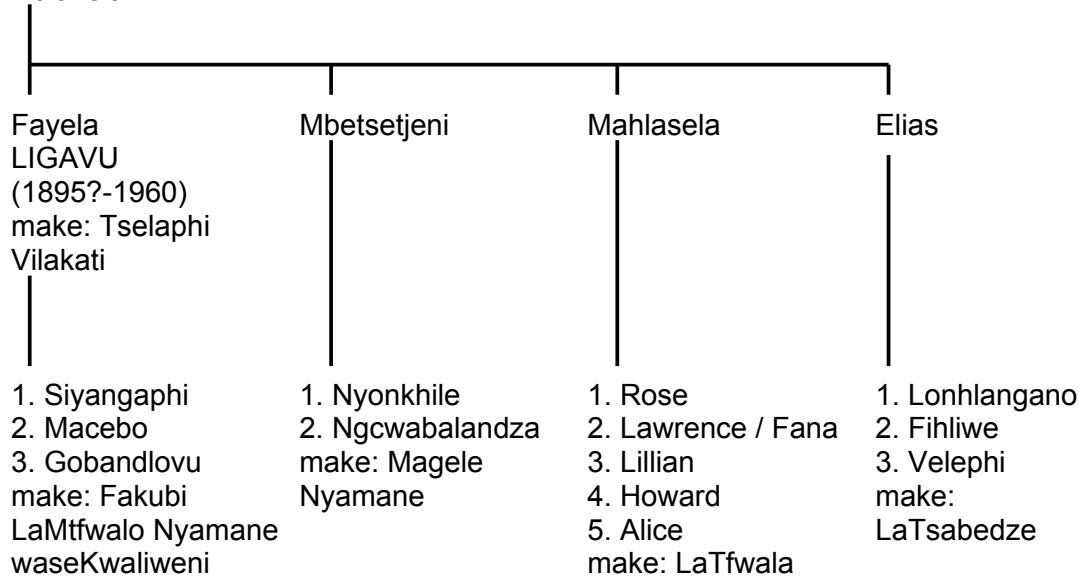 Fayela
LIGAVU
(1895?-1960)
make: Tselaphi
Vilakati
Mbetsetjeni
Mahlasela
Elias
1. Siyangaphi
2. Macebo
3. Gobandlovu
make: Fakubi
LaMtfwalo Nyamane
waseKwaliweni
1. Nyonkhile
2. Ngcwabalandza
make: Magele
Nyamane
1. Rose
2. Lawrence / Fana
3. Lillian
4. Howard
5. Alice
make: LaTfwala
1. Lonhlangano
2. Fihliwe
3. Velephi
make:
LaTsabedze